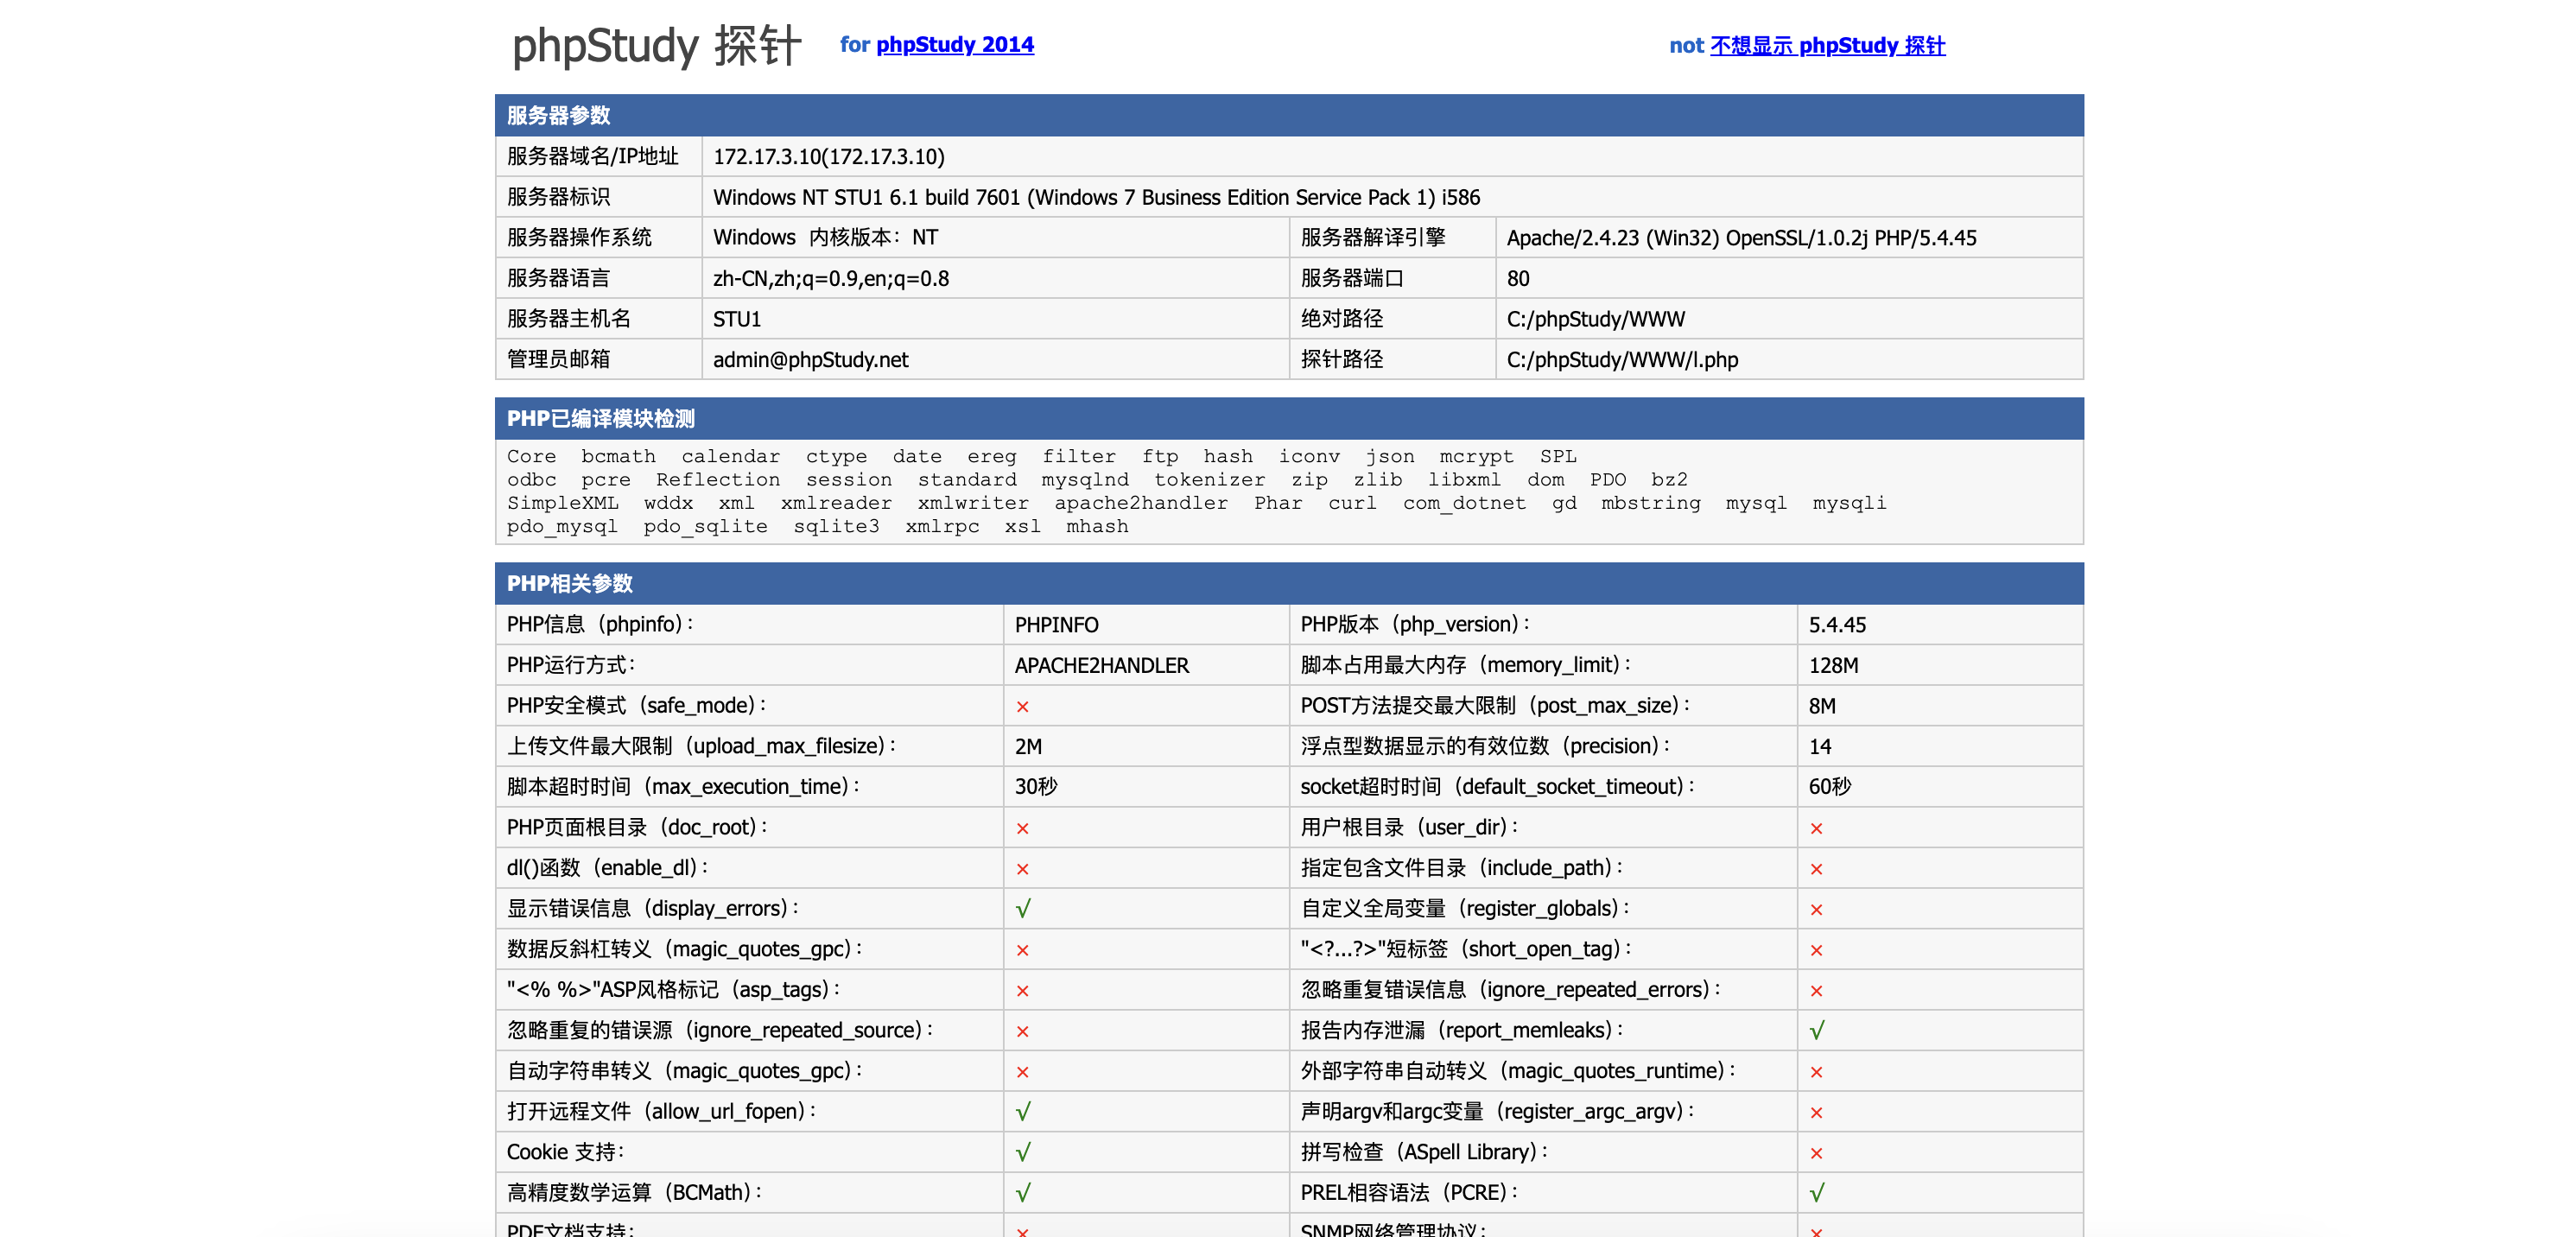 phpStudy 探针 for phpStudy 2014 not 不想显示 phpStudy 探针
服务器参数
服务器域名/IP地址 172.17.3.10(172.17.3.10)
服务器标识 Windows NT STU1 6.1 build 7601 (Windows 7 Business Edition Service Pack 1) i586
服务器操作系统 Windows 内核版本：NT 服务器解译引擎 Apache/2.4.23 (Win32) OpenSSL/1.0.2j PHP/5.4.45
服务器语言 zh-CN,zh;q=0.9,en;q=0.8 服务器端口 80
服务器主机名 STU1 绝对路径 C:/phpStudy/WWW
管理员邮箱 admin@phpStudy.net 探针路径 C:/phpStudy/WWW/l.php
PHP已编译模块检测
Core bcmath calendar ctype date ereg filter ftp hash iconv json mcrypt SPL
odbc pcre Reflection session standard mysqlnd tokenizer zip zlib libxml dom PDO bz2
SimpleXML wddx xml xmlreader xmlwriter apache2handler Phar curl com_dotnet gd mbstring mysql mysqli
pdo_mysql pdo_sqlite sqlite3 xmlrpc xsl mhash
PHP相关参数
PHP信息（phpinfo）： PHPINFO PHP版本（php_version）： 5.4.45
PHP运行方式： APACHE2HANDLER 脚本占用最大内存（memory_limit）： 128M
PHP安全模式（safe_mode）： × POST方法提交最大限制（post_max_size）： 8M
上传文件最大限制（upload_max_filesize）： 2M 浮点型数据显示的有效位数（precision）： 14
脚本超时时间（max_execution_time）： 30秒 socket超时时间（default_socket_timeout）： 60秒
PHP页面根目录（doc_root）： × 用户根目录（user_dir）： ×
dl()函数（enable_dl）： × 指定包含文件目录（include_path）： ×
显示错误信息（display_errors）： √ 自定义全局变量（register_globals）： ×
数据反斜杠转义（magic_quotes_gpc）： × "<?...?>"短标签（short_open_tag）： ×
"<% %>"ASP风格标记（asp_tags）： × 忽略重复错误信息（ignore_repeated_errors）： ×
忽略重复的错误源（ignore_repeated_source）： × 报告内存泄漏（report_memleaks）： √
自动字符串转义（magic_quotes_gpc）： × 外部字符串自动转义（magic_quotes_runtime）： ×
打开远程文件（allow_url_fopen）： √ 声明argv和argc变量（register_argc_argv）： ×
Cookie 支持： √ 拼写检查（ASpell Library）： ×
高精度数学运算（BCMath）： √ PREL相容语法（PCRE）： √
PDF文档支持： × SNMP网络管理协议： ×